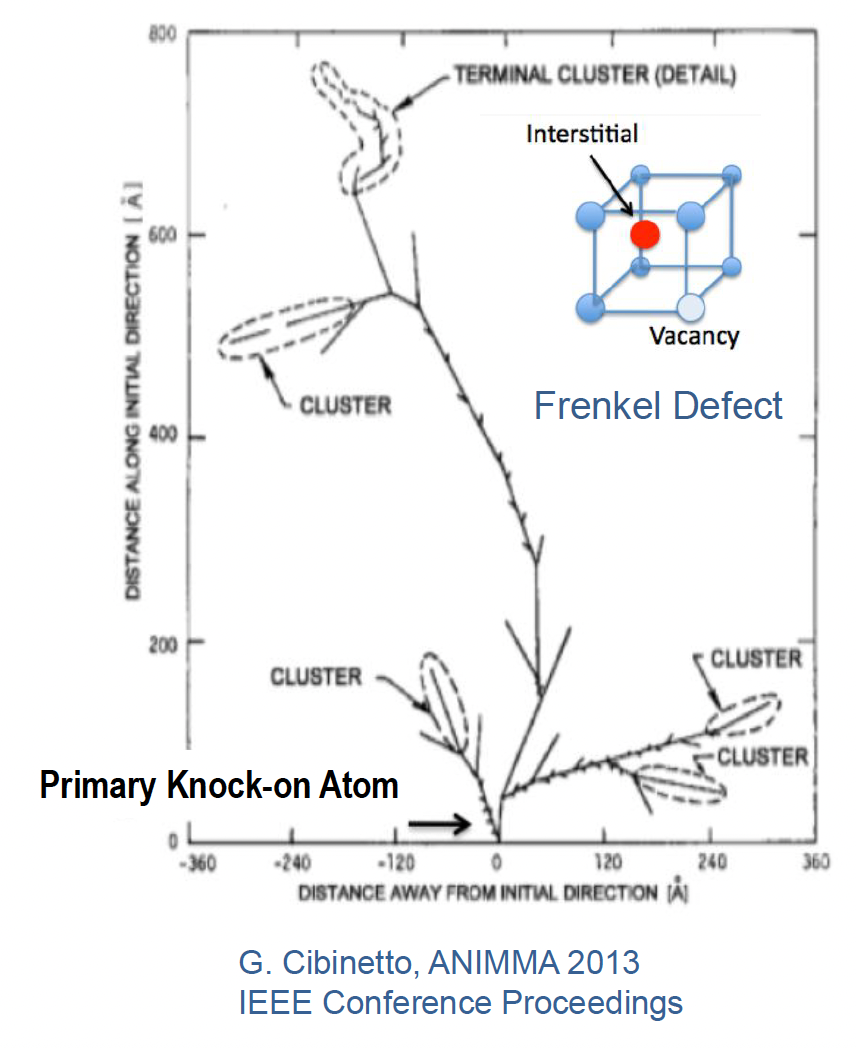 800
TERMINAL CLUSTER (DETAIL)
Interstitial
600
Vacancy
CLUSTER
Frenkel Defect
400
DISTANCE ALONG INITIAL DIRECTION [Å]
200
CLUSTER
CLUSTER
CLUSTER
Primary Knock-on Atom
0
-360 -240 -120 0 120 240 360
DISTANCE AWAY FROM INITIAL DIRECTION [Å]
G. Cibinetto, ANIMMA 2013
IEEE Conference Proceedings